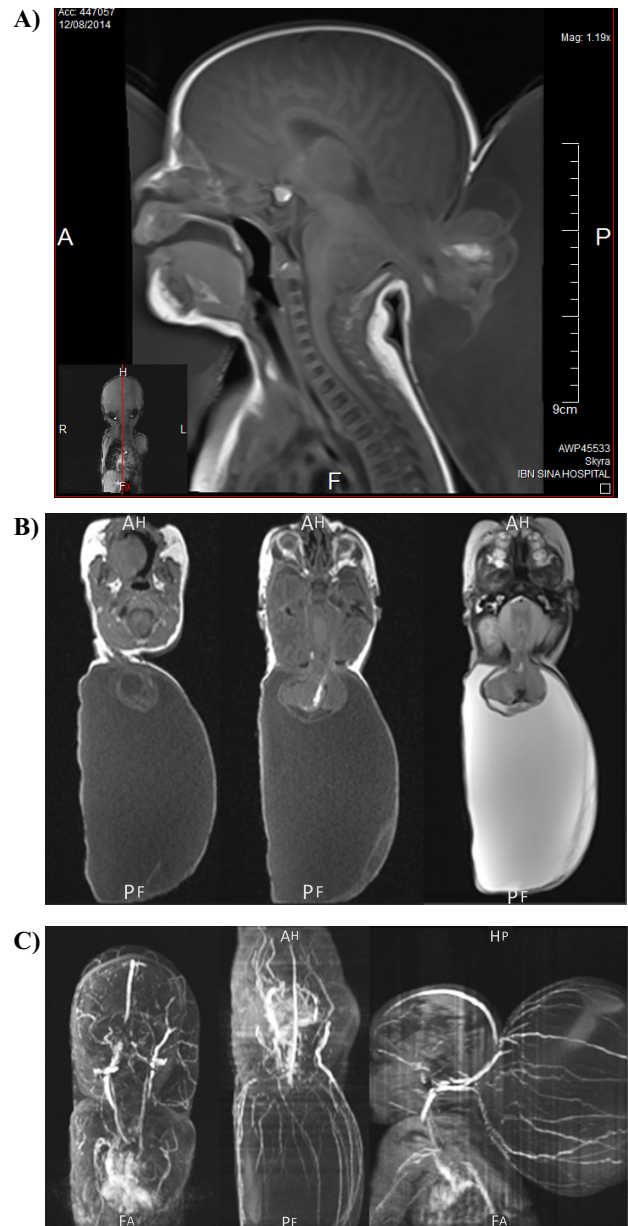 A)
Acc: 447057
12/08/2014
Mag: 1.19x
A
P
H
R
L
F
9cm
F
AWP45533
Skyra
IBN SINA HOSPITAL
B)
AH AH AH
PF PF PF
C)
AH HP
FA PF FA